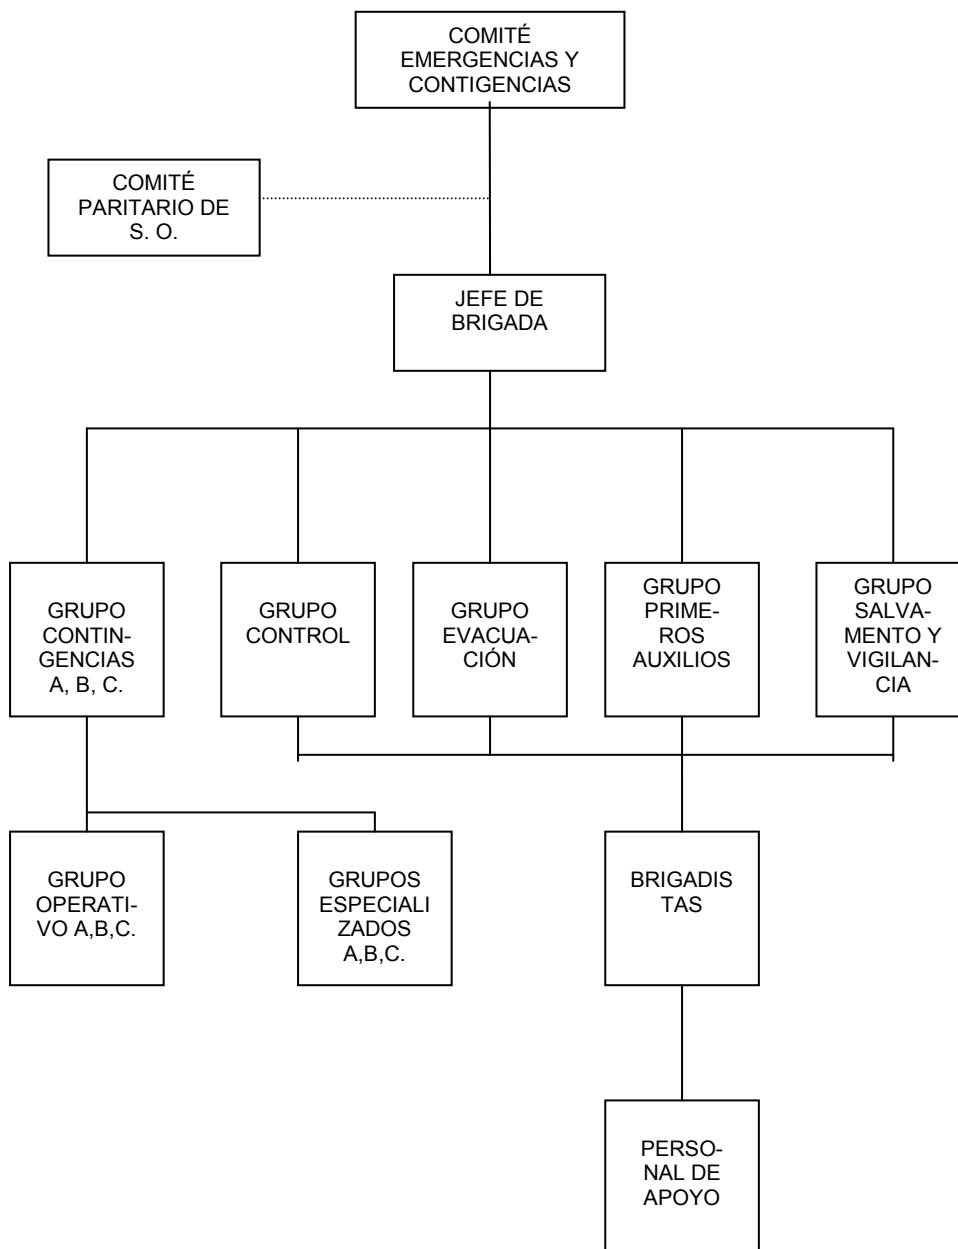 COMITÉ
EMERGENCIAS Y
CONTIGENCIAS
COMITÉ
PARITARIO DE
S. O.
JEFE DE
BRIGADA
GRUPO
CONTIN-
GENCIAS
A, B, C.
GRUPO
CONTROL
GRUPO
EVACUA-
CIÓN
GRUPO
PRIME-
ROS
AUXILIOS
GRUPO
SALVA-
MENTO Y
VIGILAN-
CIA
GRUPO
OPERATI-
VO A,B,C.
GRUPOS
ESPECIALI
ZADOS
A,B,C.
BRIGADIS
TAS
PERSO-
NAL DE
APOYO